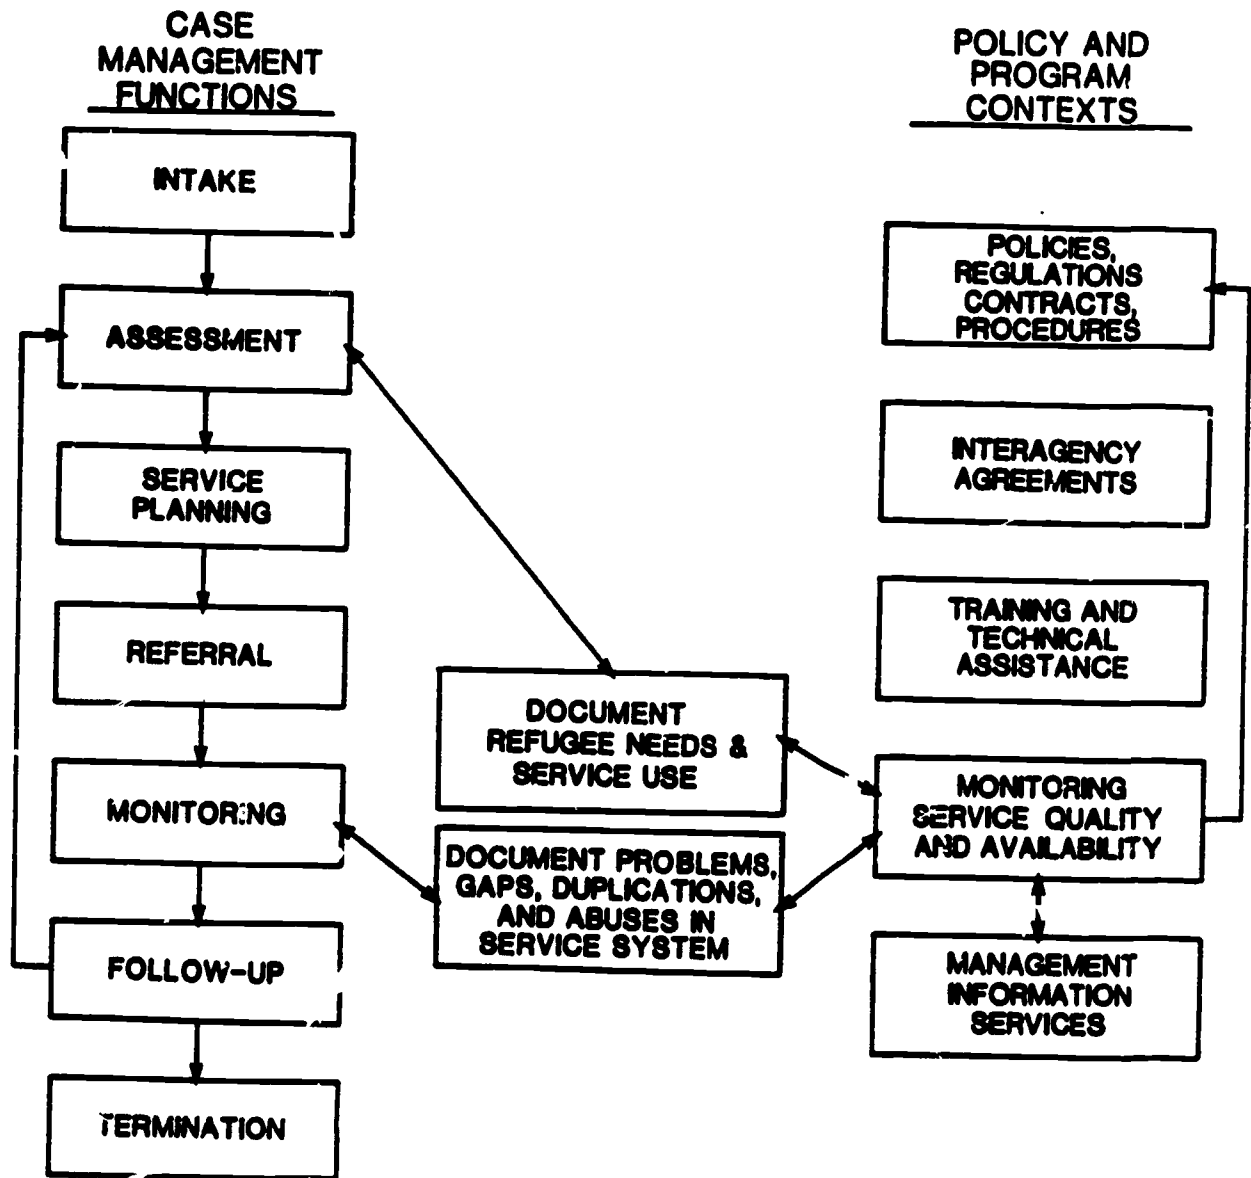 CASE
MANAGEMENT
FUNCTIONS
INTAKE
ASSESSMENT
SERVICE
PLANNING
REFERRAL
MONITORING
FOLLOW-UP
TERMINATION
DOCUMENT
REFUGEE NEEDS &
SERVICE USE
DOCUMENT PROBLEMS,
GAPS, DUPLICATIONS,
AND ABUSES IN
SERVICE SYSTEM
POLICY AND
PROGRAM
CONTEXTS
POLICIES,
REGULATIONS
CONTRACTS,
PROCEDURES
INTERAGENCY
AGREEMENTS
TRAINING AND
TECHNICAL
ASSISTANCE
MONITORING
SERVICE QUALITY
AND AVAILABILITY
MANAGEMENT
INFORMATION
SERVICES